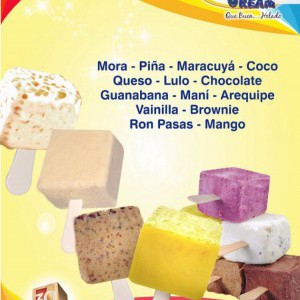 CREAM
Que Buen... Helado
Mora - Piña - Maracuyá - Coco
Queso - Lulo - Chocolate
Guanabana - Maní - Arequipe
Vainilla - Brownie
Ron Pasas - Mango